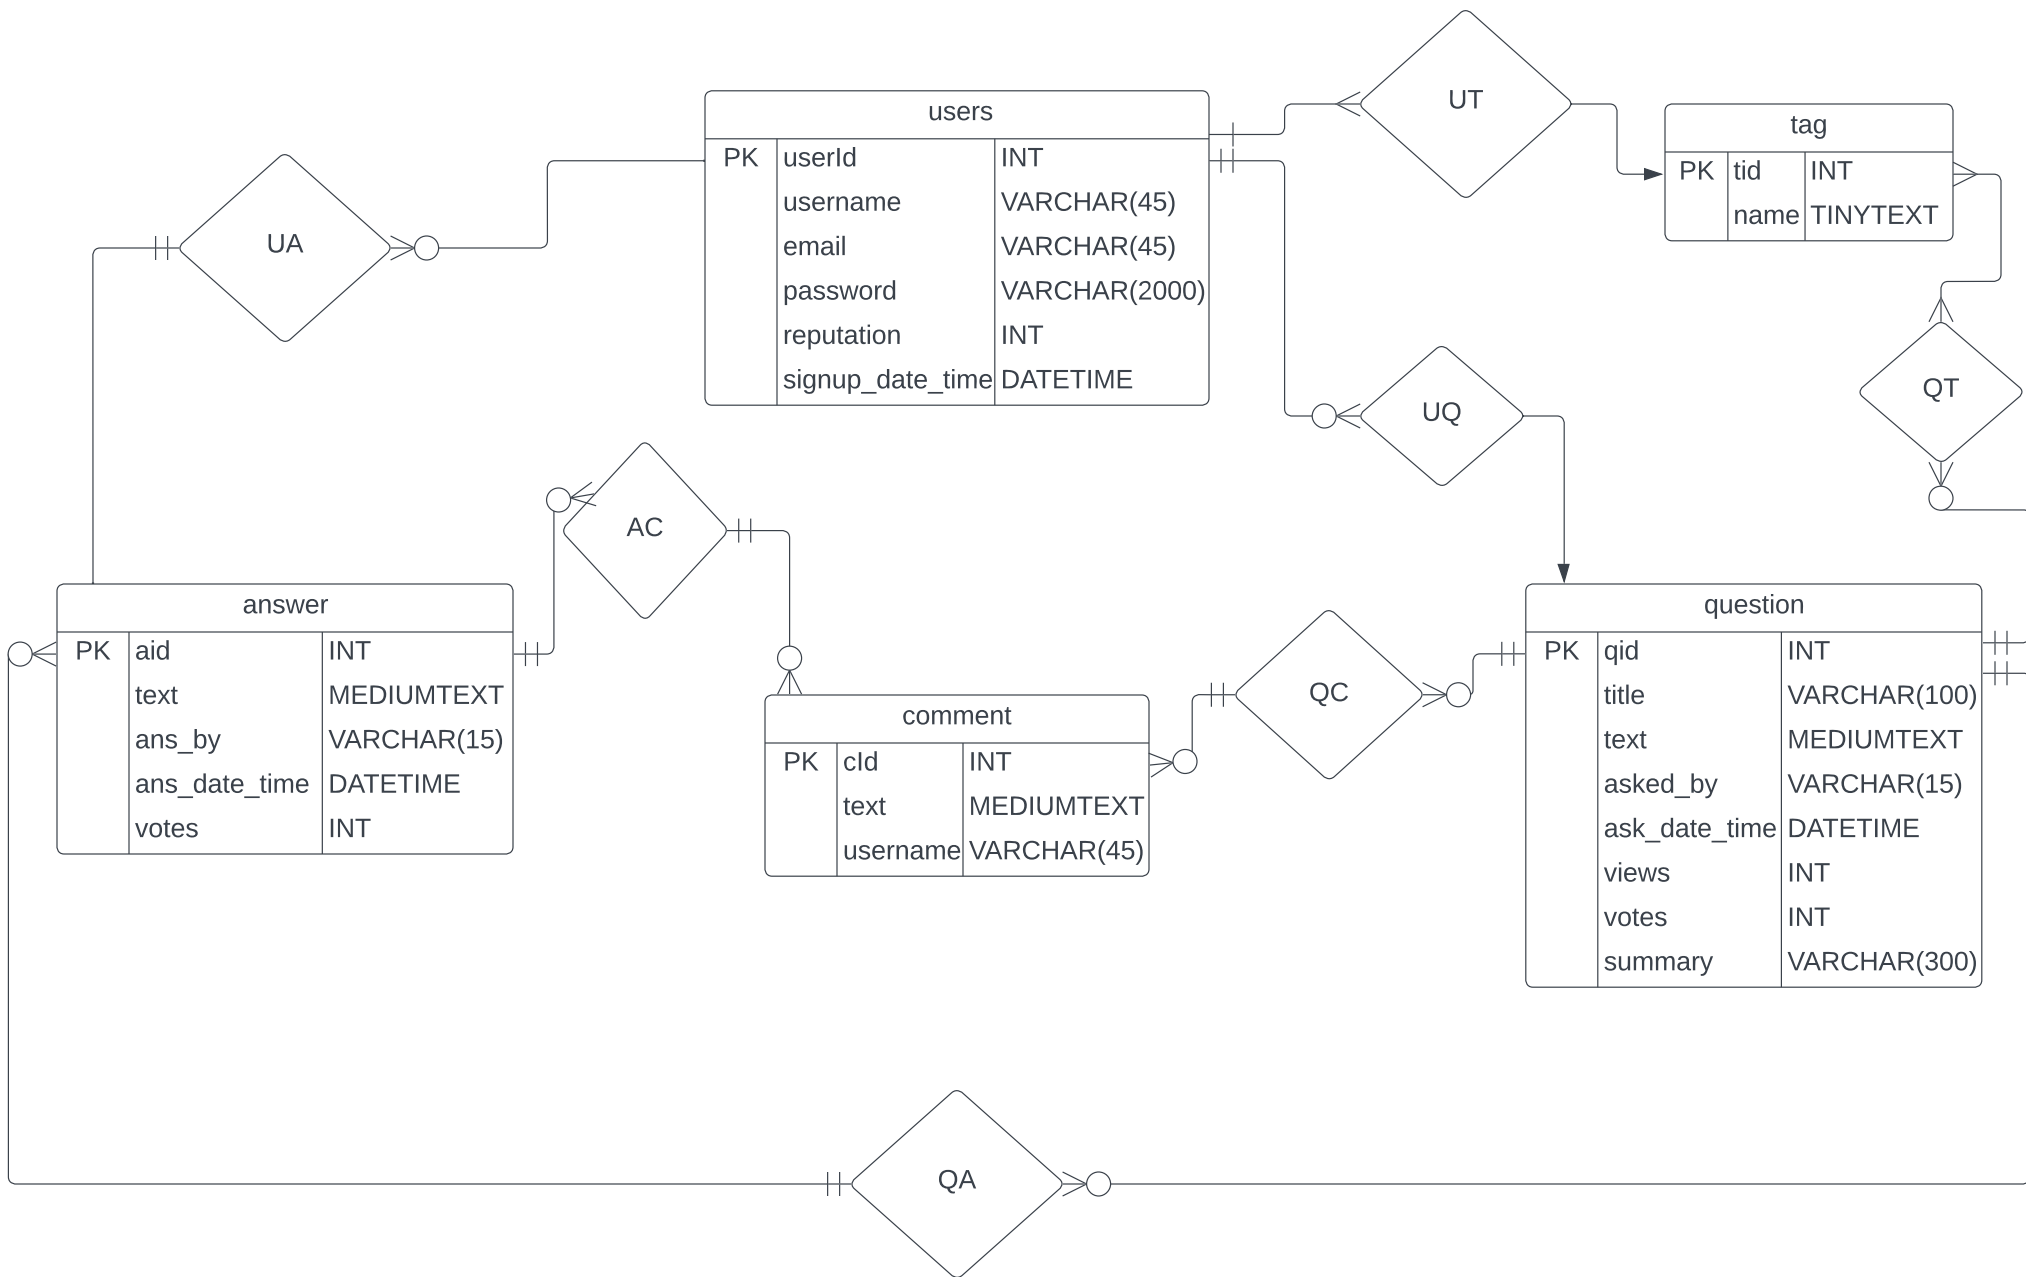 UT
users
PK userId INT
username VARCHAR(45)
email VARCHAR(45)
password VARCHAR(2000)
reputation INT
signup_date_time DATETIME
tag
PK tid INT
name TINYTEXT
UA
QT
UQ
AC
answer
PK aid INT
text MEDIUMTEXT
ans_by VARCHAR(15)
ans_date_time DATETIME
votes INT
comment
PK cId INT
text MEDIUMTEXT
username VARCHAR(45)
QC
question
PK qid INT
title VARCHAR(100)
text MEDIUMTEXT
asked_by VARCHAR(15)
ask_date_time DATETIME
views INT
votes INT
summary VARCHAR(300)
QA